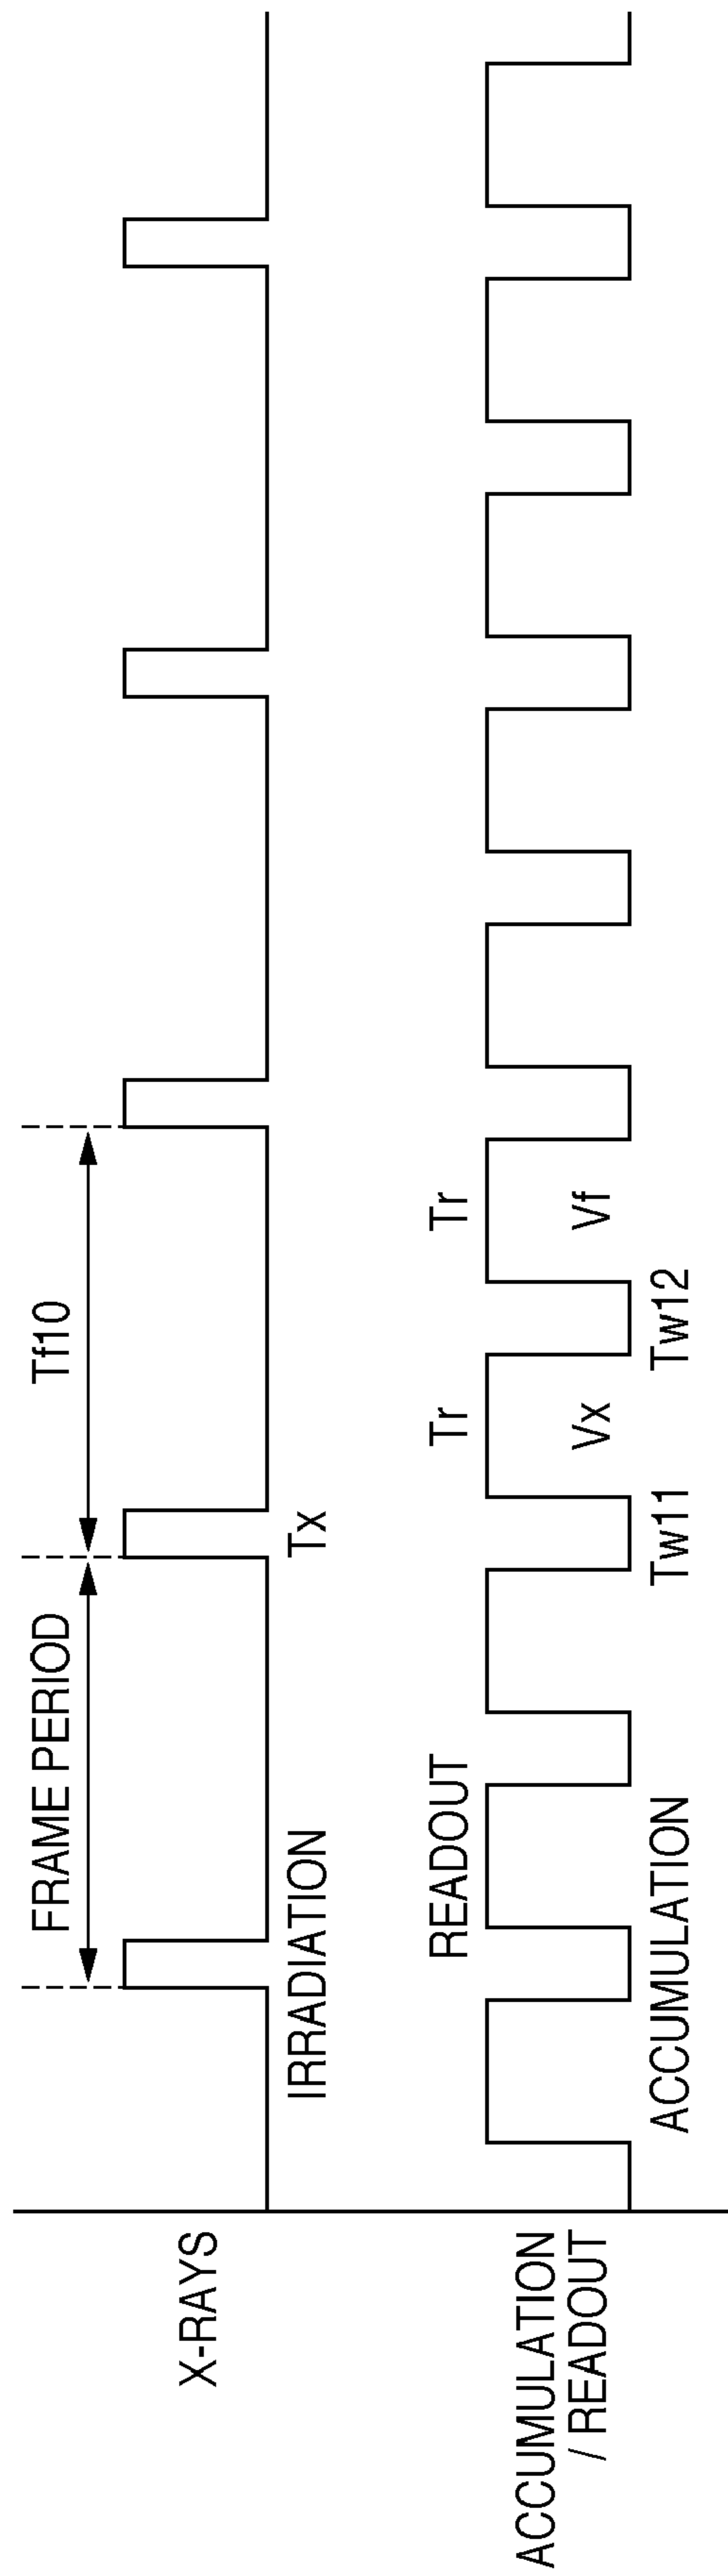 FRAME PERIOD
Tf10
X-RAYS
IRRADIATION
Tx
READOUT
Tr
Tr
ACCUMULATION
/ READOUT
Vx
Vf
ACCUMULATION
Tw11
Tw12